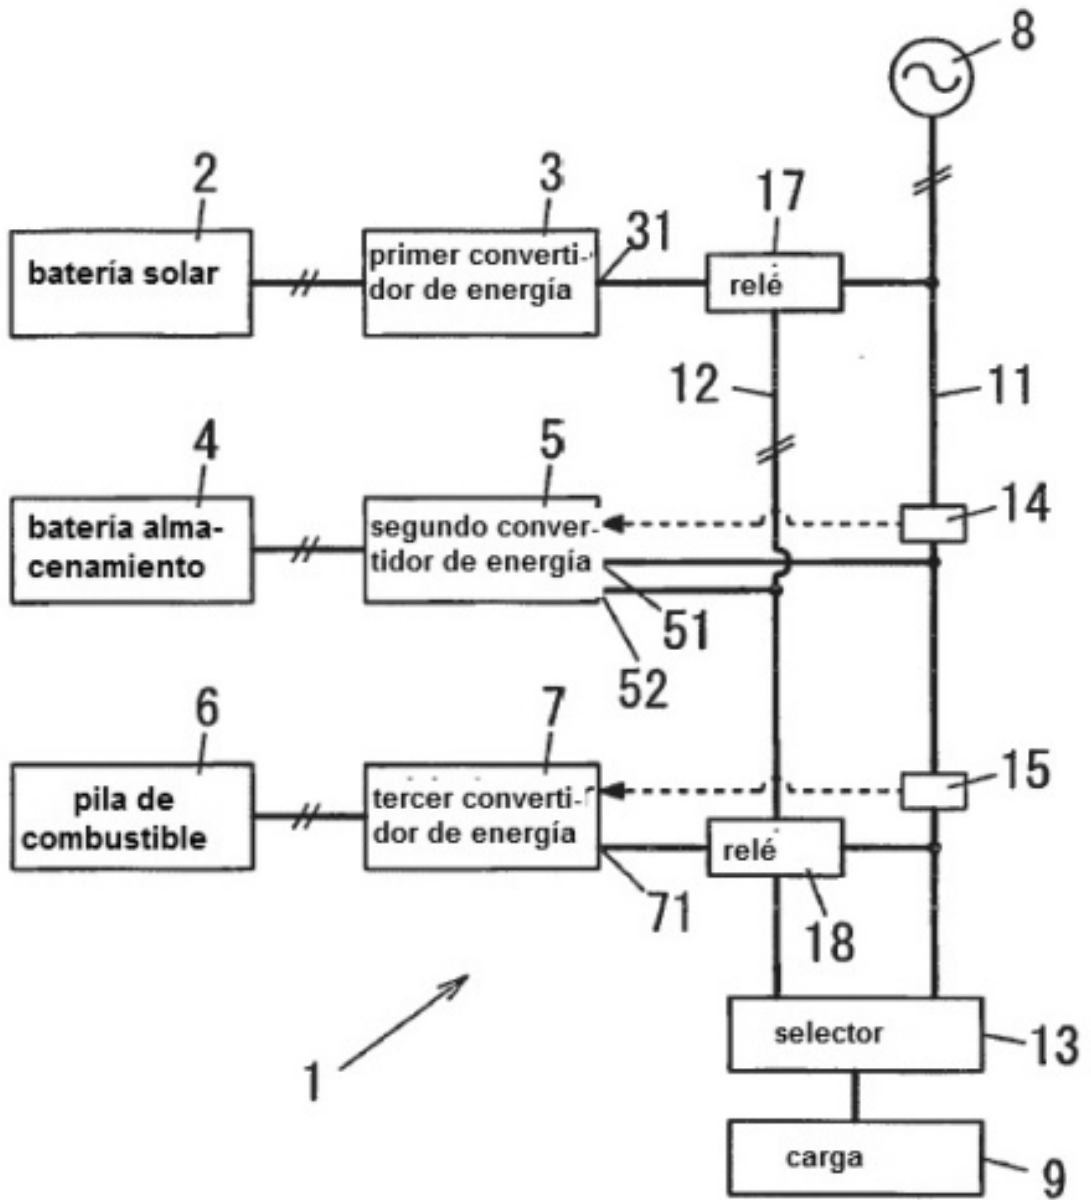 8
2
3
17
31
batería solar
primer converti-
dor de energía
relé
12
11
4
5
14
batería alma-
cenamiento
segundo conver-
tidor de energía
51
52
6
7
15
pila de
combustible
tercer converti-
dor de energía
relé
71
18
1
selector
13
carga
9